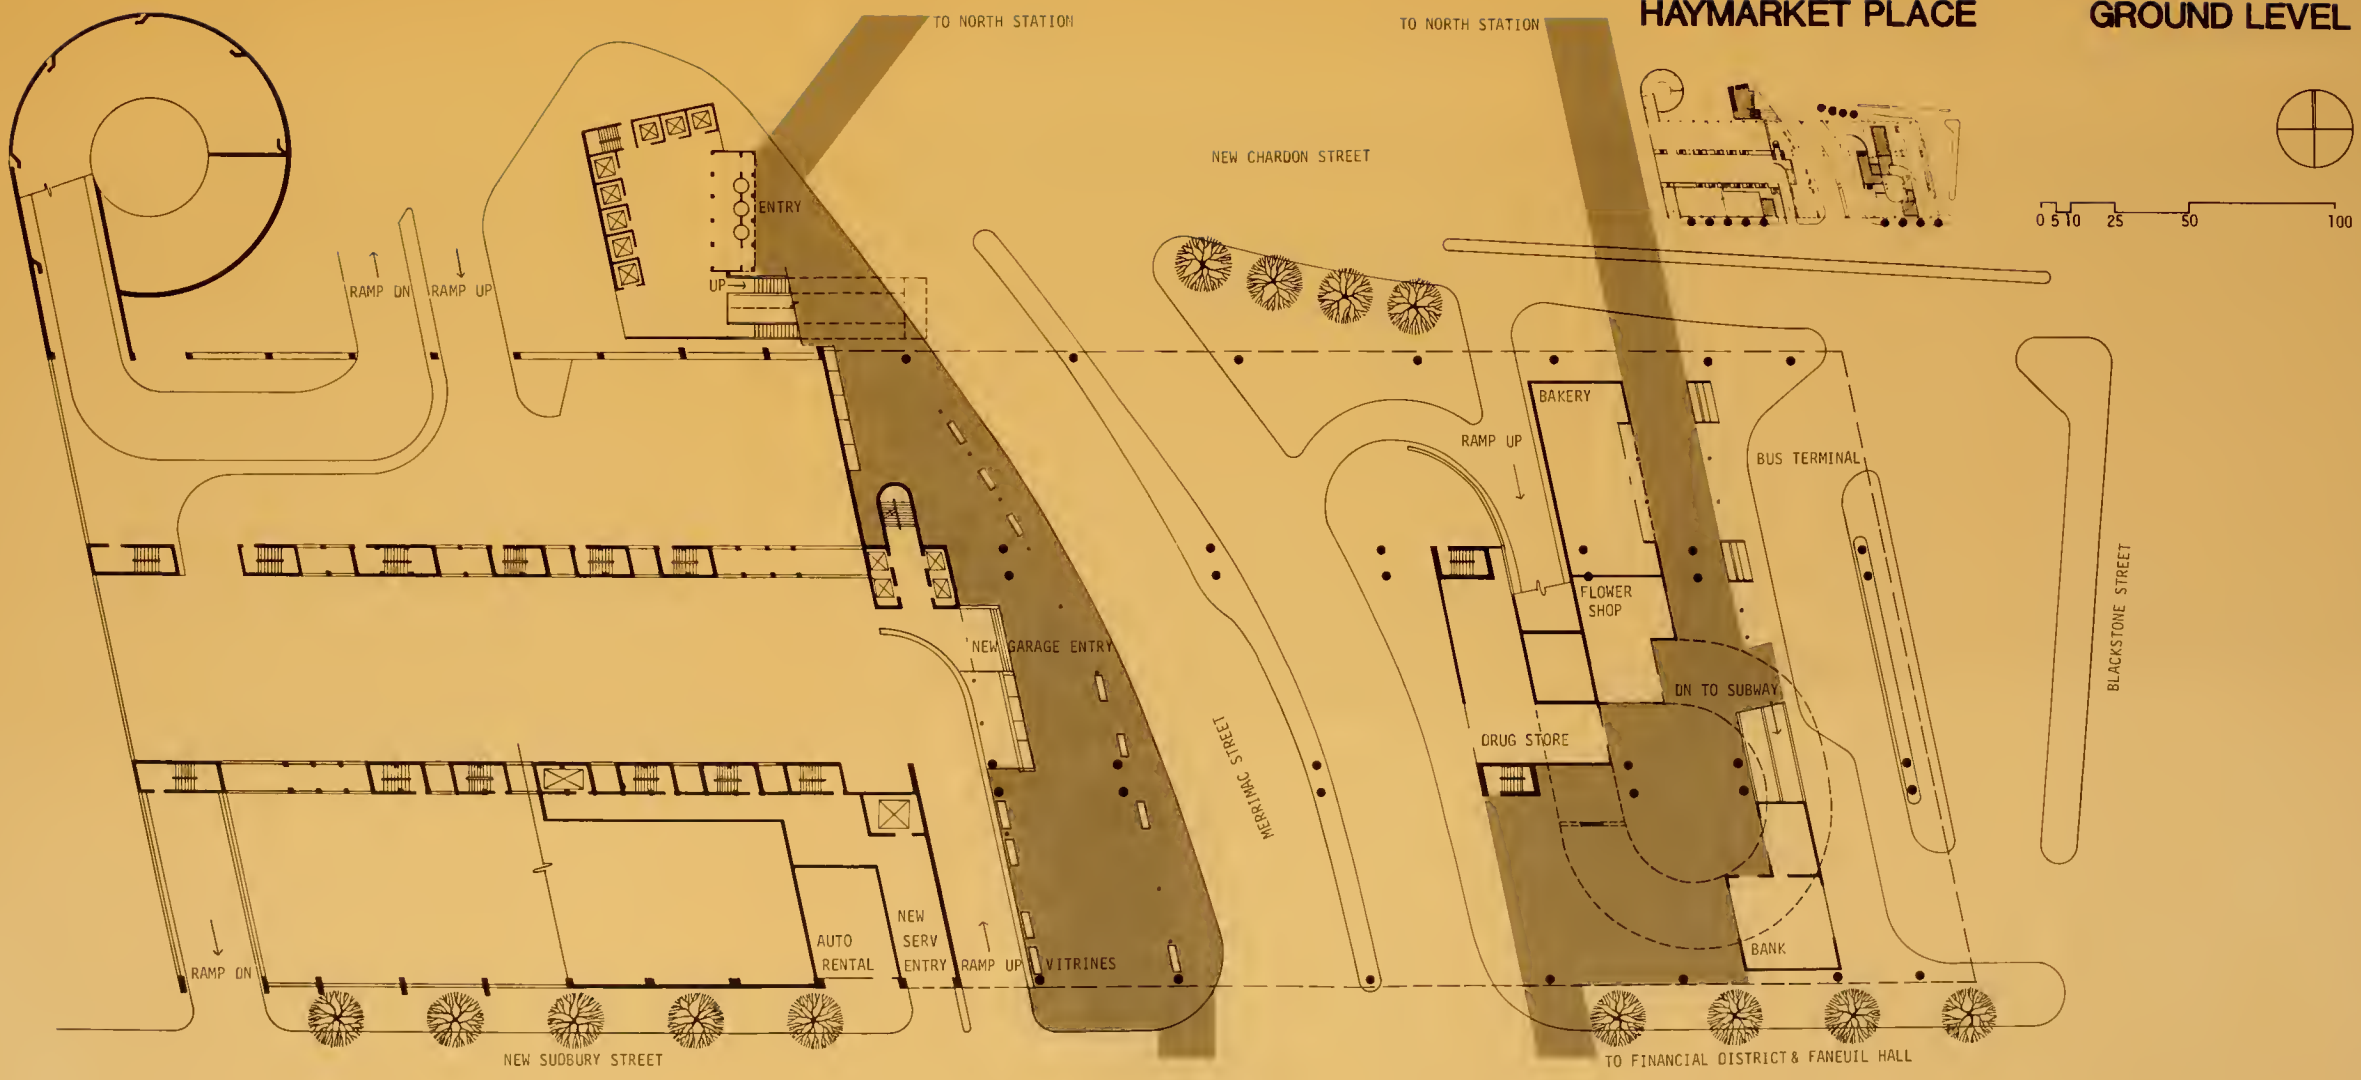 HAYMARKET PLACE
GROUND LEVEL
TO NORTH STATION
TO NORTH STATION
NEW CHARDON STREET
ENTRY
0 5 10 25 50 100
UP
RAMP DN
RAMP UP
BAKERY
RAMP UP
BUS TERMINAL
FLOWER
SHOP
NEW GARAGE ENTRY
BLACKSTONE STREET
DN TO SUBWAY
MERRIMAC STREET
DRUG STORE
AUTO
RENTAL
NEW
SERV
ENTRY
RAMP UP
VITRINES
BANK
RAMP DN
NEW SUDBURY STREET
TO FINANCIAL DISTRICT & FANEUIL HALL